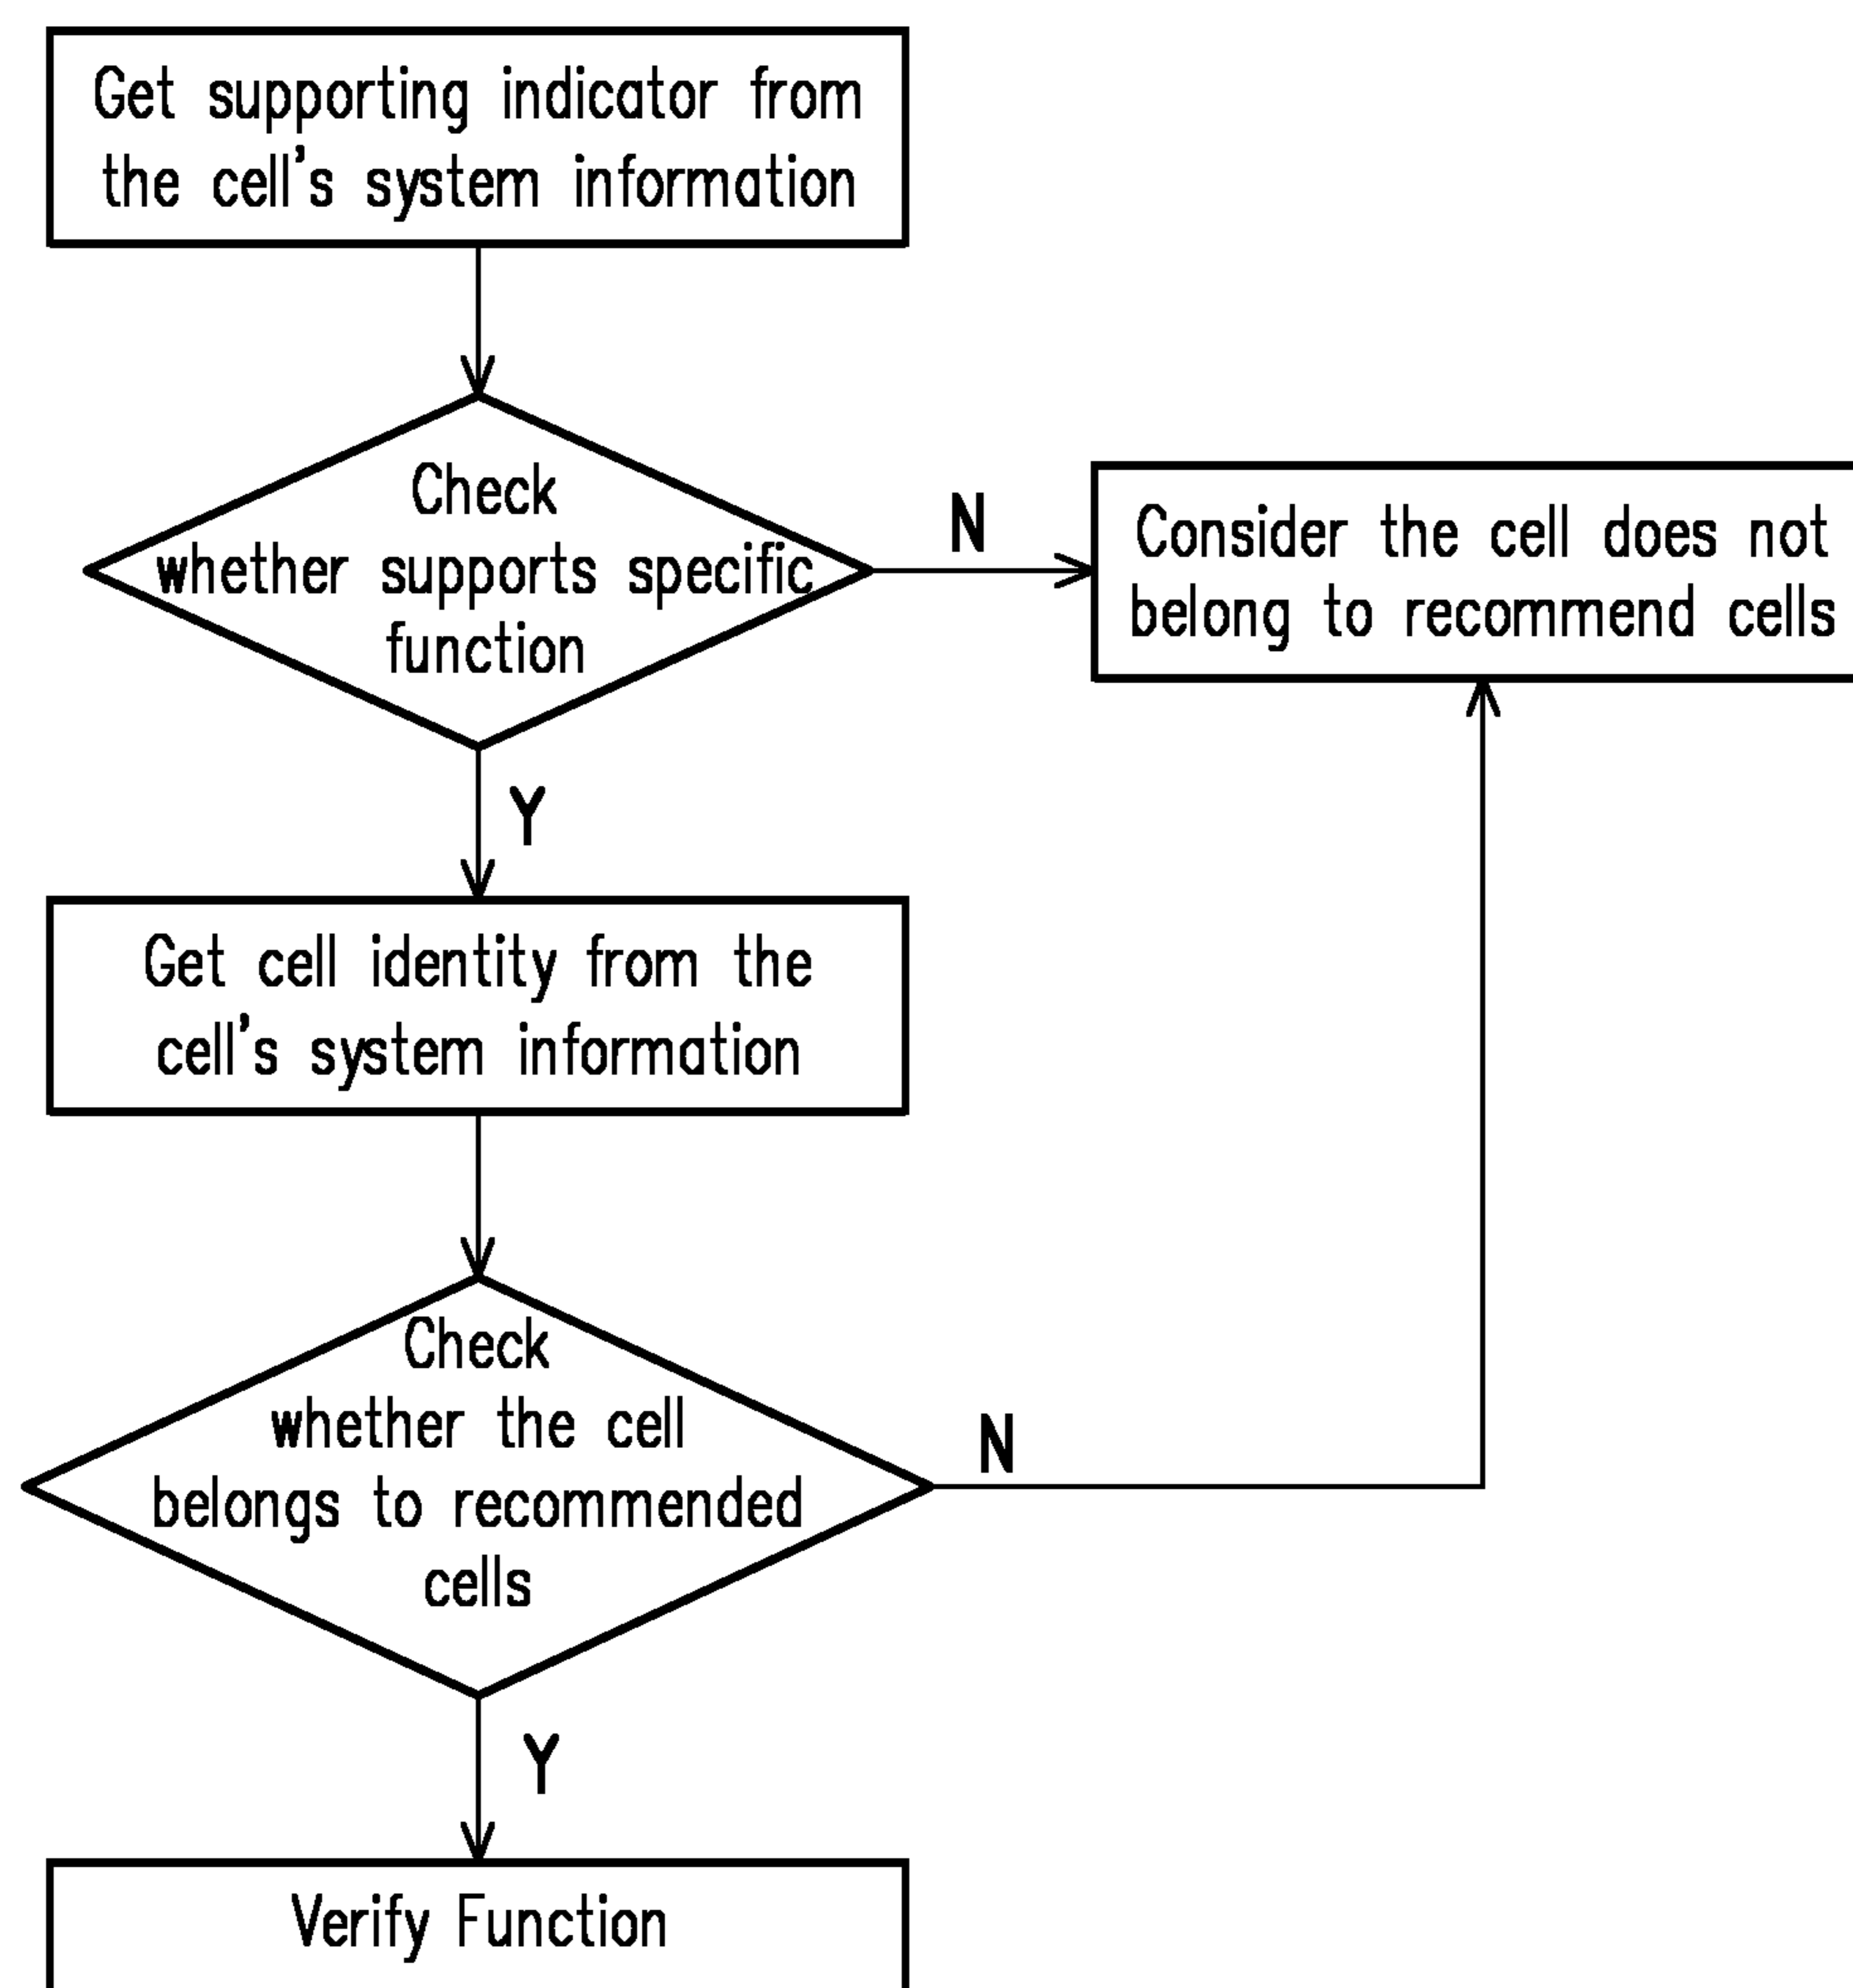 Get supporting indicator from
the cell's system information
Check
whether supports specific
function
N
Consider the cell does not
belong to recommend cells
Y
Get cell identity from the
cell's system information
Check
whether the cell
belongs to recommended
cells
N
Y
Verify Function